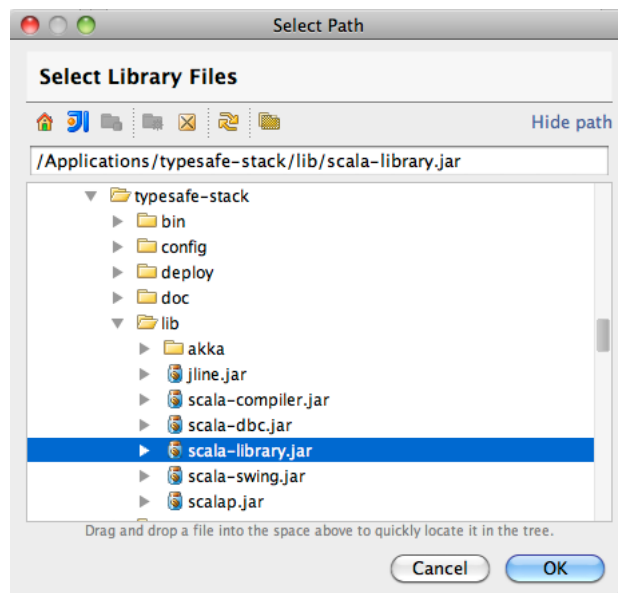 Select Path
Select Library Files
Hide path
/Applications/typesafe-stack/lib/scala-library.jar
typesafe-stack
bin
config
deploy
doc
lib
akka
jline.jar
scala-compiler.jar
scala-dbc.jar
scala-library.jar
scala-swing.jar
scalap.jar
Drag and drop a file into the space above to quickly locate it in the tree.
Cancel OK